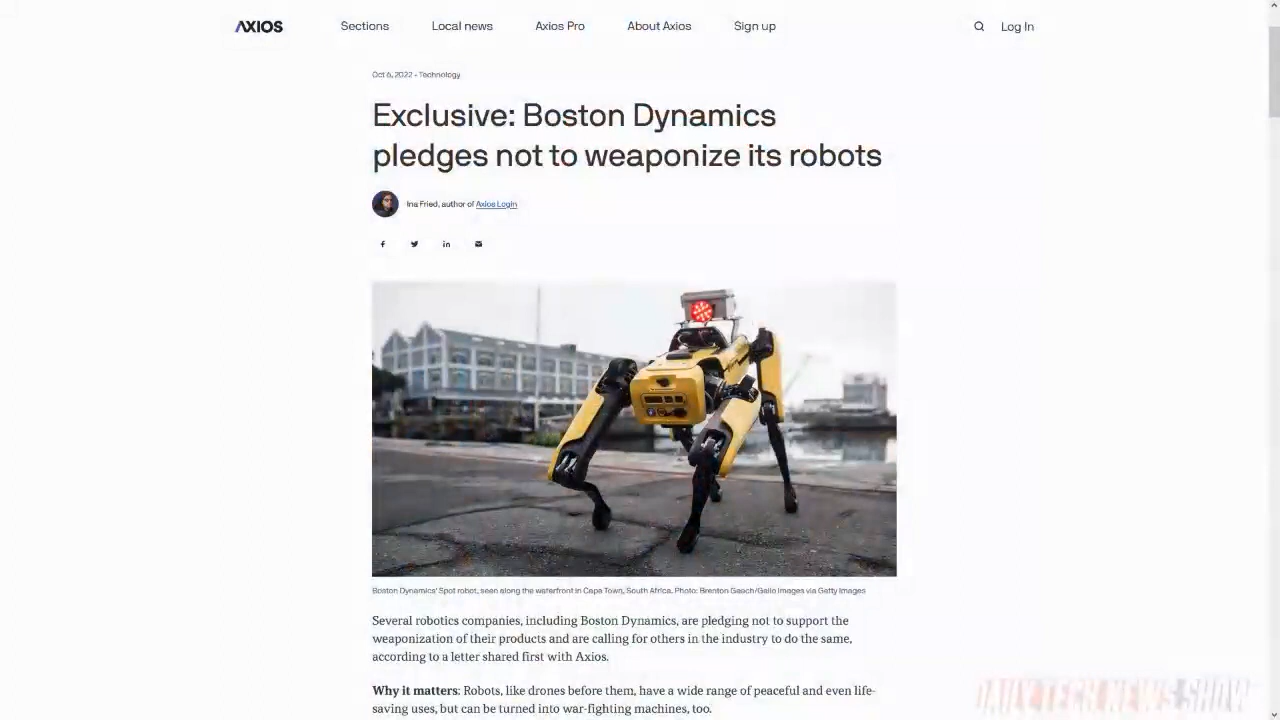 AXIOS
Sections
Local news
Axios Pro
About Axios
Sign up
Log In
Oct 6, 2022 - Technology
Exclusive: Boston Dynamics
pledges not to weaponize its robots
Ina Fried, author of Axios Login
Boston Dynamics' Spot robot, seen along the waterfront in Cape Town, South Africa. Photo: Brenton Geach/Gallo Images via Getty Images
Several robotics companies, including Boston Dynamics, are pledging not to support the
weaponization of their products and are calling for others in the industry to do the same,
according to a letter shared first with Axios.
Why it matters: Robots, like drones before them, have a wide range of peaceful and even life-
saving uses, but can be turned into war-fighting machines, too.
DAILY TECH NEWS SHOW